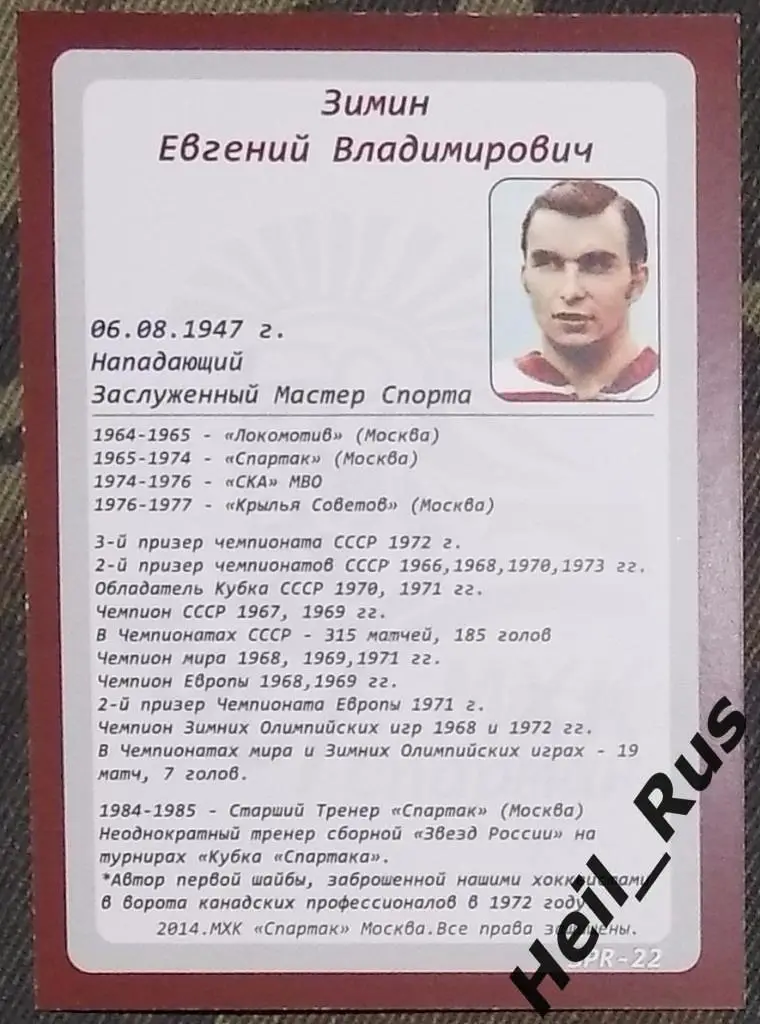 Зимин
Евгений Владимирович
06.08.1947 г.
Нападающий
Заслуженный Мастер Спорта
1964-1965 - «Локомотив» (Москва)
1965-1974 - «Спартак» (Москва)
1974-1976 - «СКА» МВО
1976-1977 - «Крылья Советов» (Москва)
3-й призер чемпионата СССР 1972 г.
2-й призер чемпионатов СССР 1966,1968,1970,1973 гг.
Обладатель Кубка СССР 1970, 1971 гг.
Чемпион СССР 1967, 1969 гг.
В Чемпионатах СССР - 315 матчей, 185 голов
Чемпион мира 1968, 1969,1971 гг.
Чемпион Европы 1968,1969 гг.
2-й призер Чемпионата Европы 1971 г.
Чемпион Зимних Олимпийских игр 1968 и 1972 гг.
В Чемпионатах мира и Зимних Олимпийских играх - 19
матч, 7 голов.
1984-1985 - Старший Тренер «Спартак» (Москва)
Неоднократный тренер сборной «Звезд России» на
турнирах «Кубка «Спартака».
*Автор первой шайбы, заброшенной нашими хоккеистами
в ворота канадских профессионалов в 1972 году
2014.МХК «Спартак» Москва.Все права защищены.
SPR-22
Heil_Rus